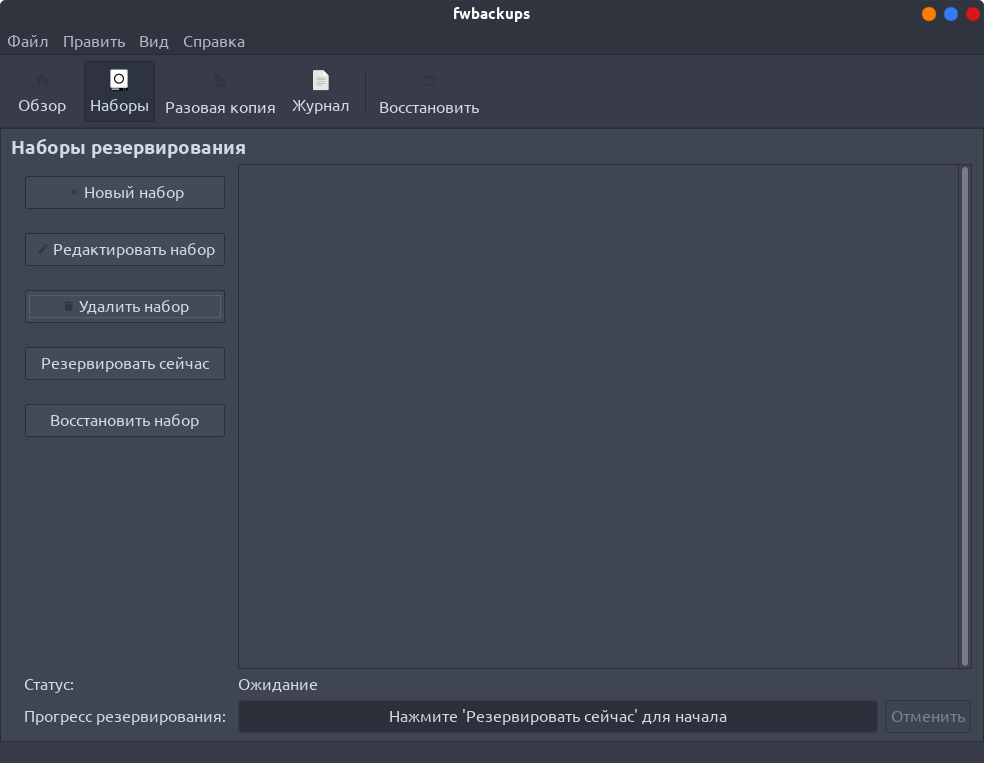 fwbackups
Файл Править Вид Справка
Обзор Наборы Разовая копия Журнал Восстановить
Наборы резервирования
Новый набор
Редактировать набор
Удалить набор
Резервировать сейчас
Восстановить набор
Статус: Ожидание
Прогресс резервирования: Нажмите 'Резервировать сейчас' для начала Отменить